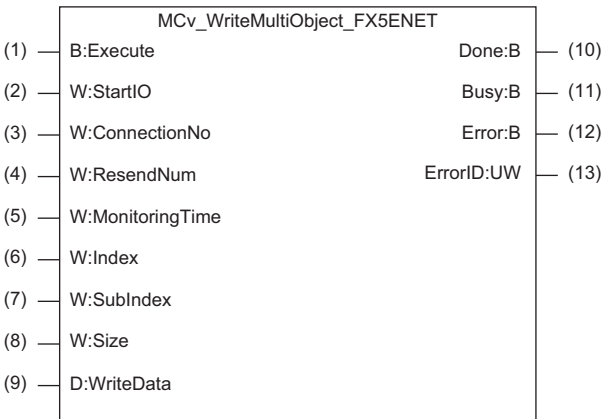 MCv_WriteMultiObject_FX5ENET
(1) B:Execute Done:B (10)
(2) W:StartIO Busy:B (11)
(3) W:ConnectionNo Error:B (12)
(4) W:ResendNum ErrorID:UW (13)
(5) W:MonitoringTime
(6) W:Index
(7) W:SubIndex
(8) W:Size
(9) D:WriteData